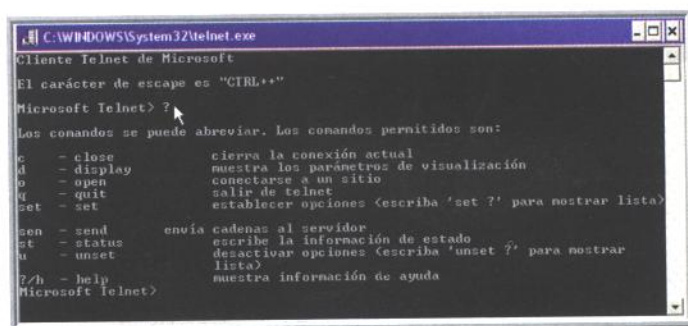 C:\WINDOWS\System32\telnet.exe
Cliente Telnet de Microsoft
El carácter de escape es "CTRL++"
Microsoft Telnet> ?
Los comandos se puede abreviar. Los comandos permitidos son:
c - close cierra la conexión actual
d - display muestra los parámetros de visualización
o - open conectarse a un sitio
q - quit salir de telnet
set - set establecer opciones <escriba 'set ?' para mostrar lista>
sen - send envía cadenas al servidor
st - status escribe la información de estado
u - unset desactivar opciones <escriba 'unset ?' para mostrar
lista>
?/h - help muestra información de ayuda
Microsoft Telnet>